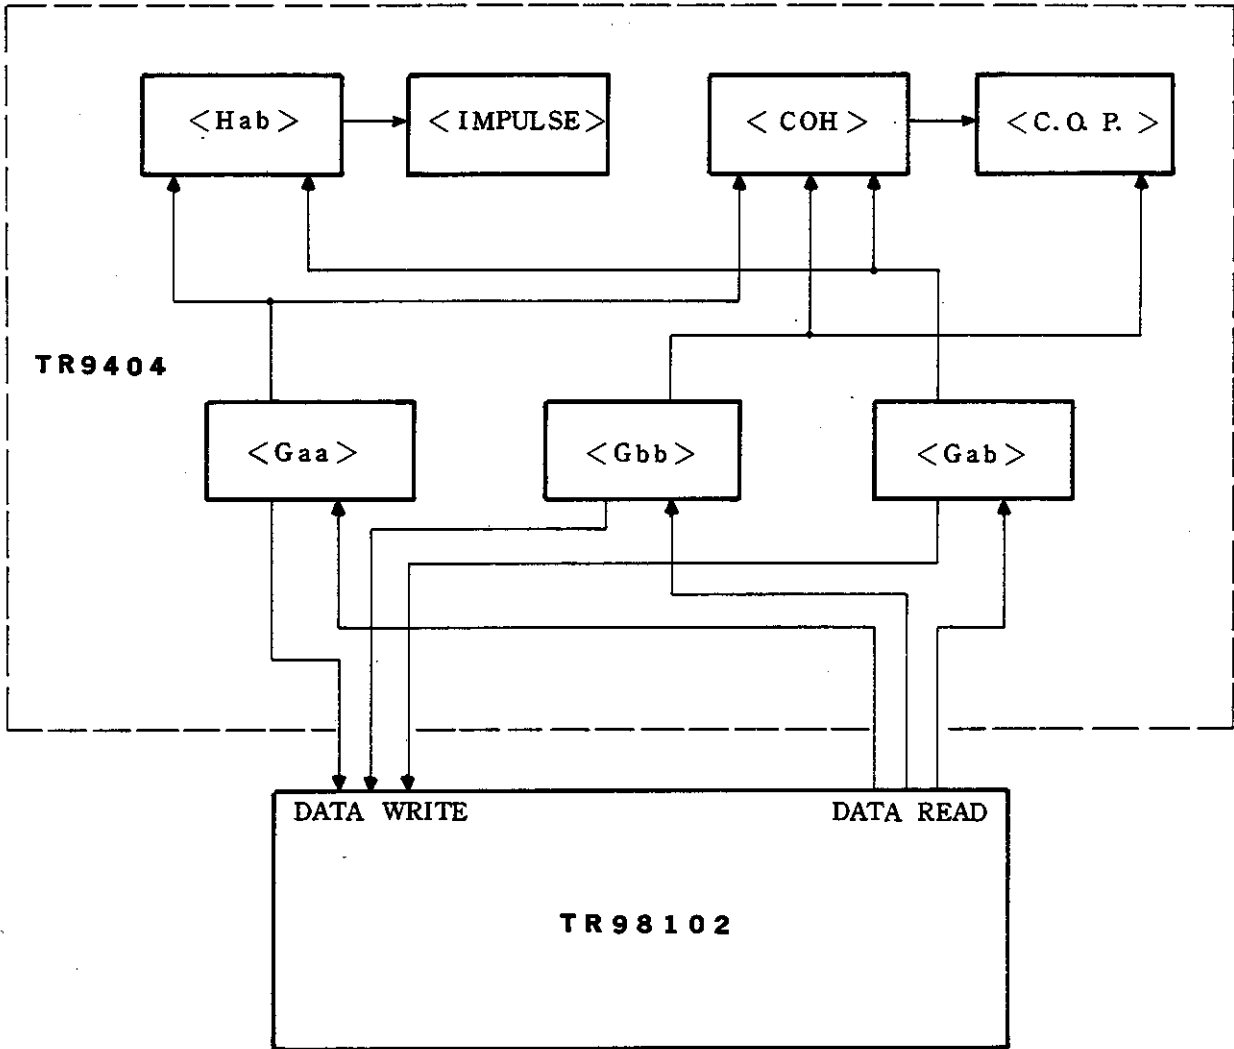 <Hab>
<IMPULSE>
<COH>
<C.O.P.>
TR9404
<Gaa>
<Gbb>
<Gab>
DATA WRITE
DATA READ
TR98102